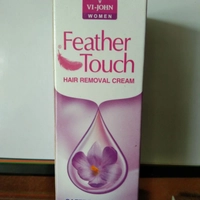 VI-JOHN
WOMEN
Feather
Touch
HAIR REMOVAL CREAM